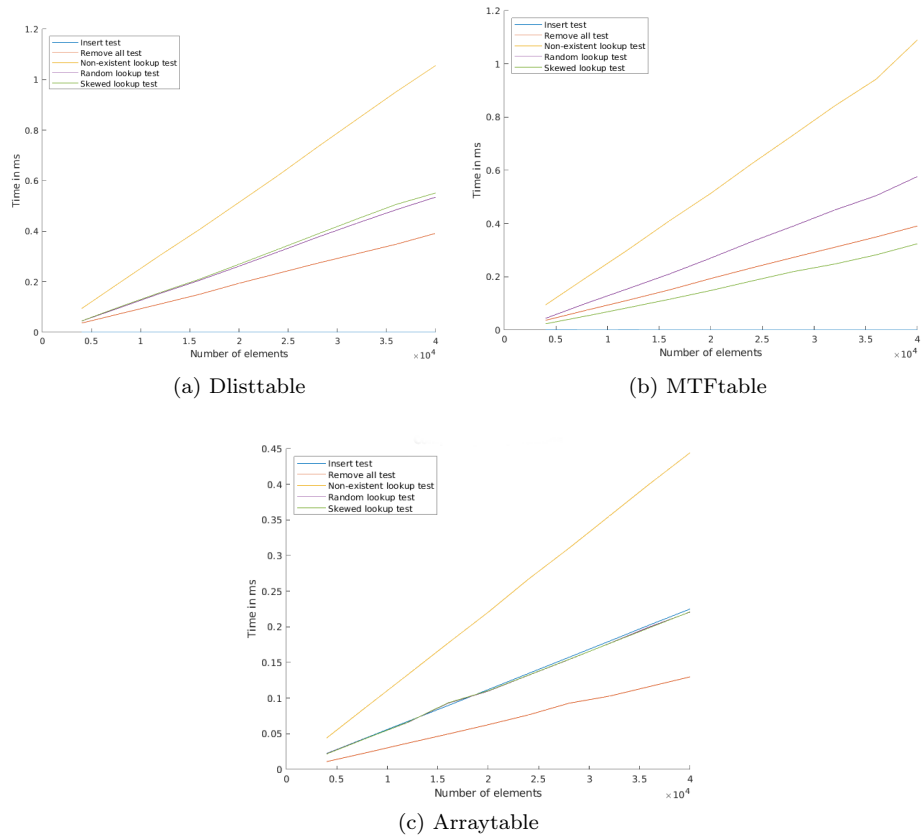 1.2
1
0.8
0.6
0.4
0.2
0
Time in ms
Insert test
Remove all test
Non-existent lookup test
Random lookup test
Skewed lookup test
0 0.5 1 1.5 2 2.5 3 3.5 4
Number of elements
×10⁴
(a) Dlisttable
1.2
1
0.8
0.6
0.4
0.2
0
Time in ms
Insert test
Remove all test
Non-existent lookup test
Random lookup test
Skewed lookup test
0 0.5 1 1.5 2 2.5 3 3.5 4
Number of elements
×10⁴
(b) MTFtable
0.45
0.4
0.35
0.3
0.25
0.2
0.15
0.1
0.05
0
Time in ms
Insert test
Remove all test
Non-existent lookup test
Random lookup test
Skewed lookup test
0 0.5 1 1.5 2 2.5 3 3.5 4
Number of elements
×10⁴
(c) Arraytable